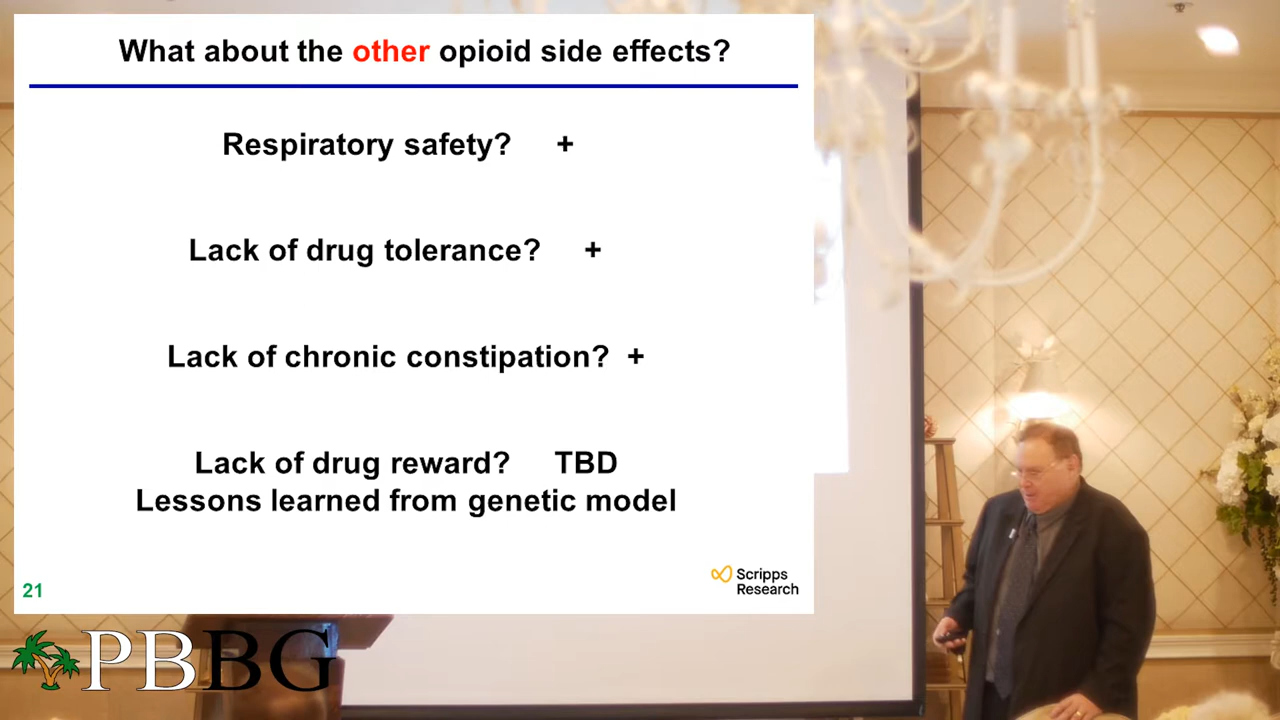 What about the other opioid side effects?
Respiratory safety? +
Lack of drug tolerance? +
Lack of chronic constipation? +
Lack of drug reward? TBD
Lessons learned from genetic model
Scripps
Research
21
PBBG